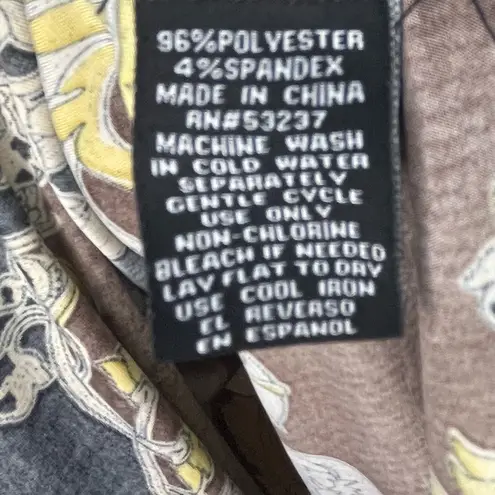 96%POLYESTER
4%SPANDEX
MADE IN CHINA
RN#53237
MACHINE WASH
IN COLD WATER
SEPARATELY
GENTLE CYCLE
USE ONLY
NON-CHLORINE
BLEACH IF NEEDED
LAY FLAT TO DRY
USE COOL IRON
EL REVERSO
EN ESPANOL